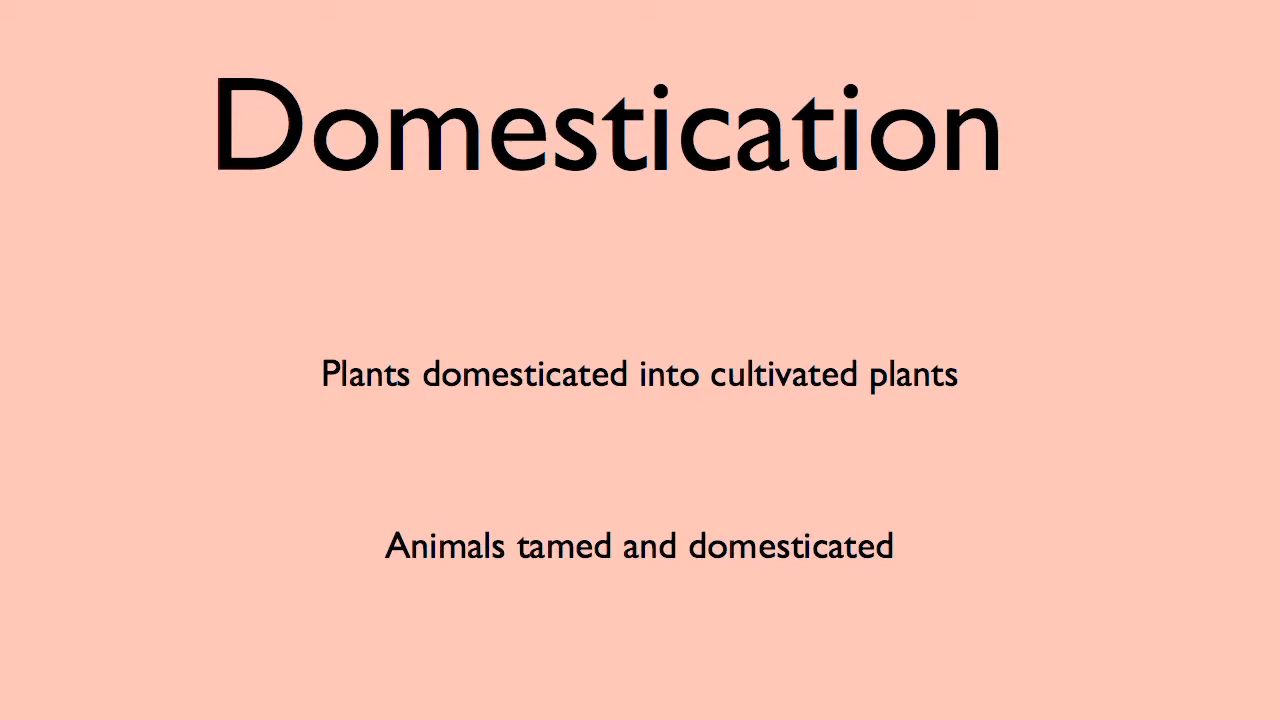 Domestication
Plants domesticated into cultivated plants
Animals tamed and domesticated